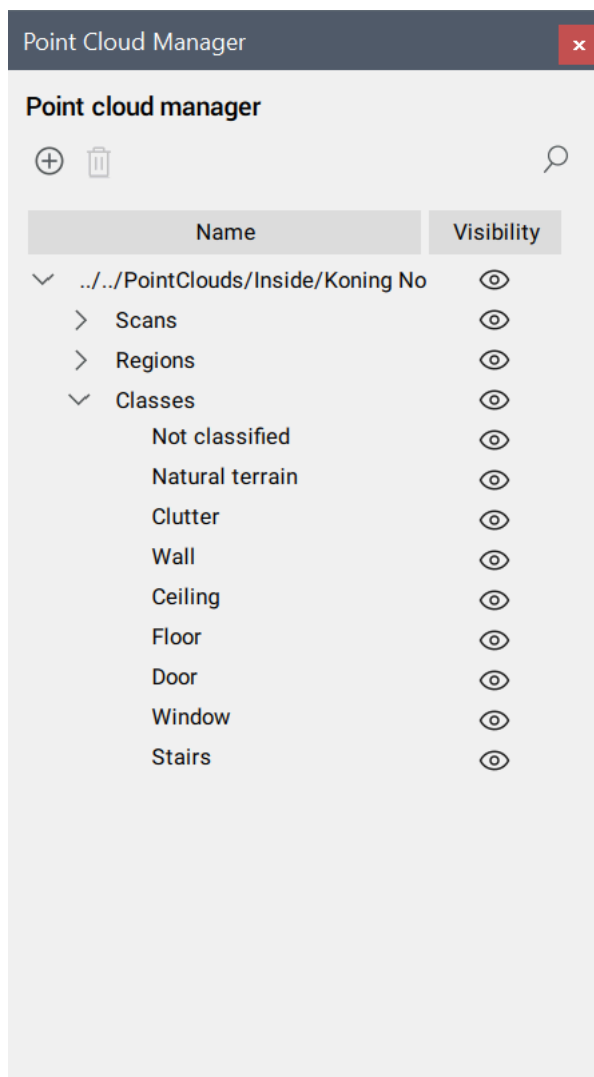 Point Cloud Manager
Point cloud manager
Name Visibility
../../PointClouds/Inside/Koning No
Scans
Regions
Classes
Not classified
Natural terrain
Clutter
Wall
Ceiling
Floor
Door
Window
Stairs